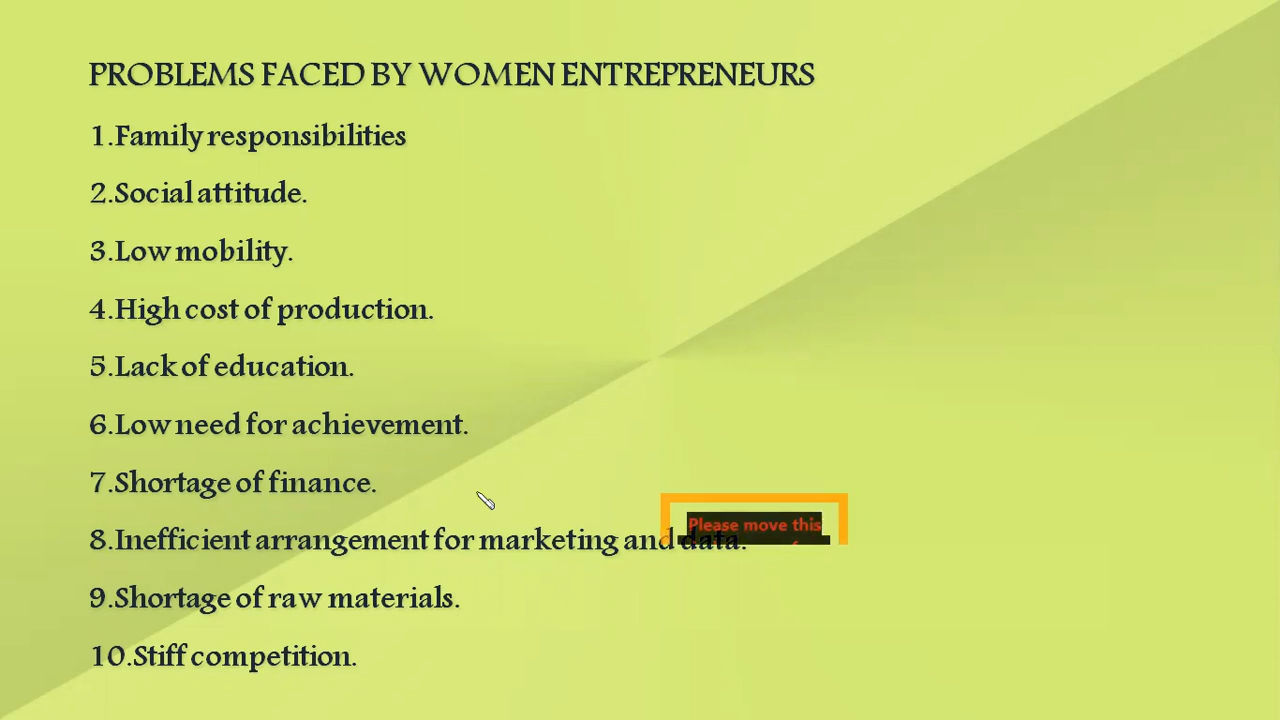 PROBLEMS FACED BY WOMEN ENTREPRENEURS
1.Family responsibilities
2.Social attitude.
3.Low mobility.
4.High cost of production.
5.Lack of education.
6.Low need for achievement.
7.Shortage of finance.
Please move this
8.Inefficient arrangement for marketing and data.
9.Shortage of raw materials.
10.Stiff competition.